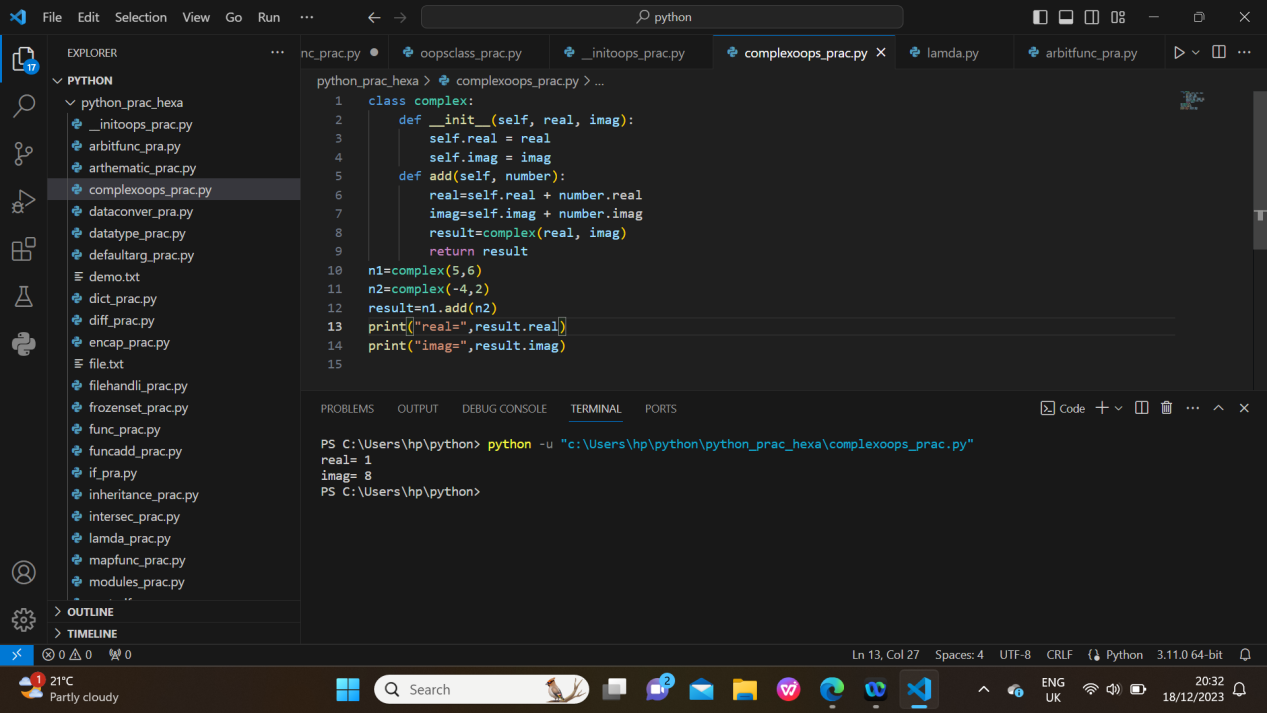 File Edit Selection View Go Run ···
python
EXPLORER ···
17
nc_prac.py
oopsclass_prac.py
__initoops_prac.py
complexoops_prac.py
lamda.py
arbitfunc_pra.py
PYTHON
python_prac_hexa
__initoops_prac.py
arbitfunc_pra.py
arthematic_prac.py
complexoops_prac.py
dataconver_pra.py
datatype_prac.py
defaultarg_prac.py
demo.txt
dict_prac.py
diff_prac.py
encap_prac.py
file.txt
filehandli_prac.py
frozenset_prac.py
func_prac.py
funcadd_prac.py
if_pra.py
inheritance_prac.py
intersec_prac.py
lamda_prac.py
mapfunc_prac.py
modules_prac.py
OUTLINE
TIMELINE
python_prac_hexa > complexoops_prac.py > ...
1 class complex:
2 def __init__(self, real, imag):
3 self.real = real
4 self.imag = imag
5 def add(self, number):
6 real=self.real + number.real
7 imag=self.imag + number.imag
8 result=complex(real, imag)
9 return result
10 n1=complex(5,6)
11 n2=complex(-4,2)
12 result=n1.add(n2)
13 print("real=",result.real)
14 print("imag=",result.imag)
15
PROBLEMS OUTPUT DEBUG CONSOLE TERMINAL PORTS
Code
PS C:\Users\hp\python> python -u "c:\Users\hp\python\python_prac_hexa\complexoops_prac.py"
real= 1
imag= 8
PS C:\Users\hp\python>
0 0 0
Ln 13, Col 27 Spaces: 4 UTF-8 CRLF Python 3.11.0 64-bit
1
21°C
Partly cloudy
Search
2
ENG
UK
20:32
18/12/2023